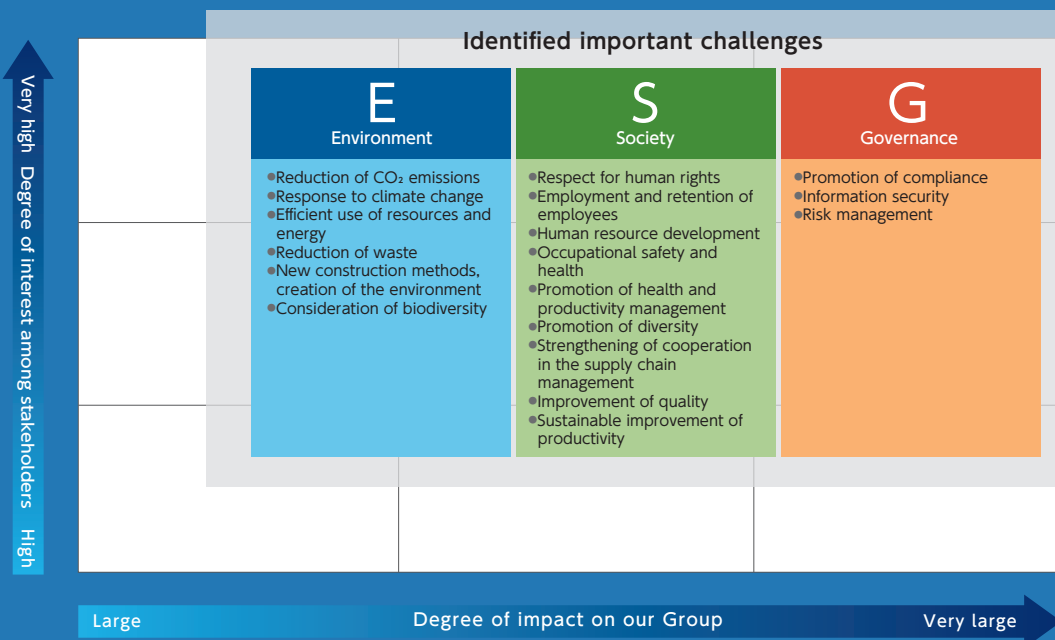 Identified important challenges
Very high Degree of interest among stakeholders High
E
Environment
●Reduction of CO₂ emissions
●Response to climate change
●Efficient use of resources and
energy
●Reduction of waste
●New construction methods,
creation of the environment
●Consideration of biodiversity
S
Society
●Respect for human rights
●Employment and retention of
employees
●Human resource development
●Occupational safety and
health
●Promotion of health and
productivity management
●Promotion of diversity
●Strengthening of cooperation
in the supply chain
management
●Improvement of quality
●Sustainable improvement of
productivity
G
Governance
●Promotion of compliance
●Information security
●Risk management
Large Degree of impact on our Group Very large